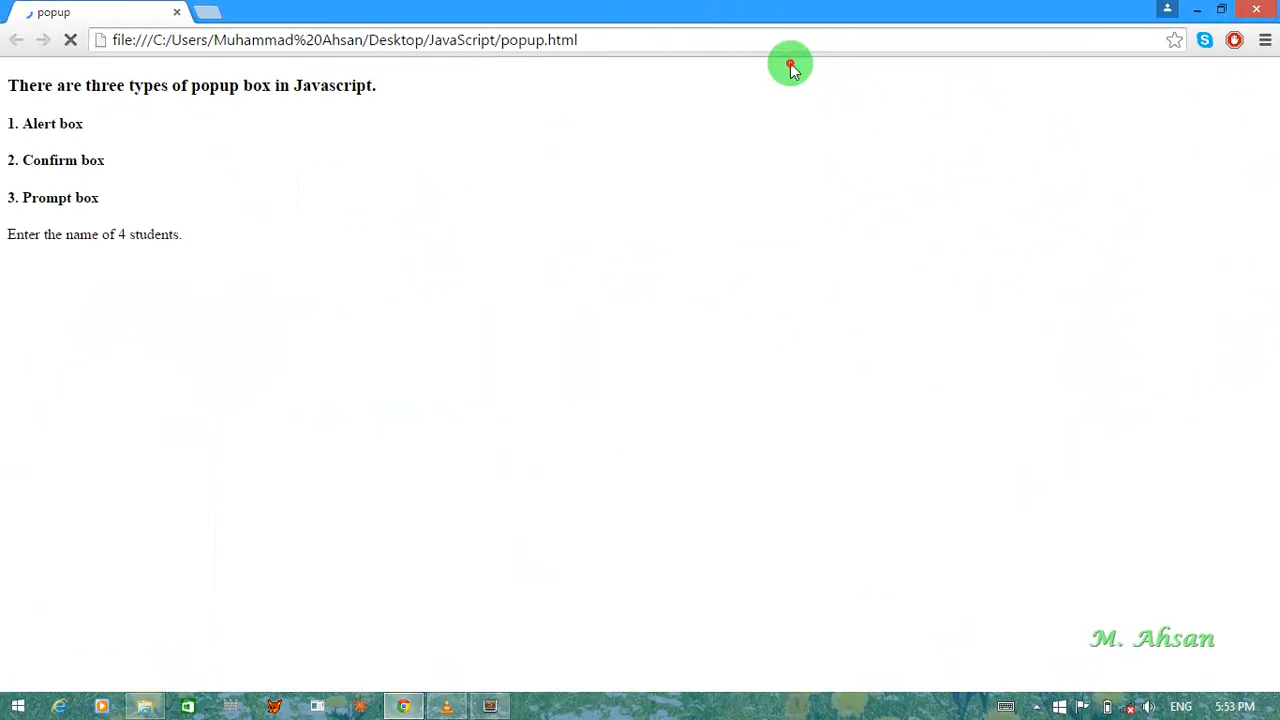 popup
file:///C:/Users/Muhammad%20Ahsan/Desktop/JavaScript/popup.html
There are three types of popup box in Javascript.
1. Alert box
2. Confirm box
3. Prompt box
Enter the name of 4 students.
M. Ahsan
ENG
5:53 PM